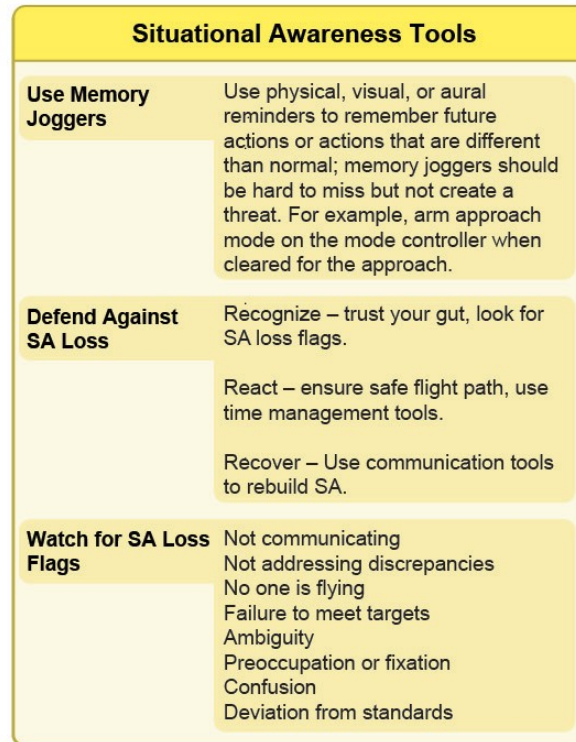 Situational Awareness Tools
Use Memory
Joggers
Use physical, visual, or aural
reminders to remember future
actions or actions that are different
than normal; memory joggers should
be hard to miss but not create a
threat. For example, arm approach
mode on the mode controller when
cleared for the approach.
Defend Against
SA Loss
Recognize – trust your gut, look for
SA loss flags.
React – ensure safe flight path, use
time management tools.
Recover – Use communication tools
to rebuild SA.
Watch for SA Loss
Flags
Not communicating
Not addressing discrepancies
No one is flying
Failure to meet targets
Ambiguity
Preoccupation or fixation
Confusion
Deviation from standards